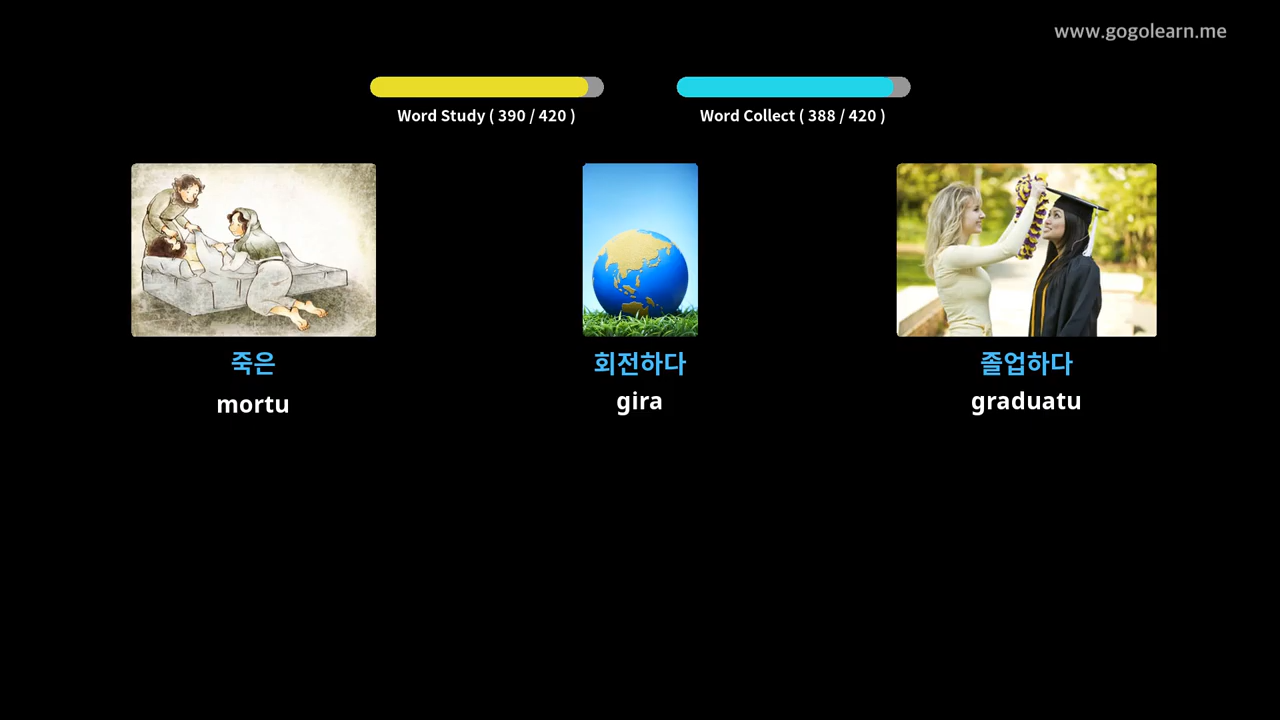 www.gogolearn.me
Word Study ( 390 / 420 )
Word Collect ( 388 / 420 )
죽은
회전하다
졸업하다
mortu
gira
graduatu